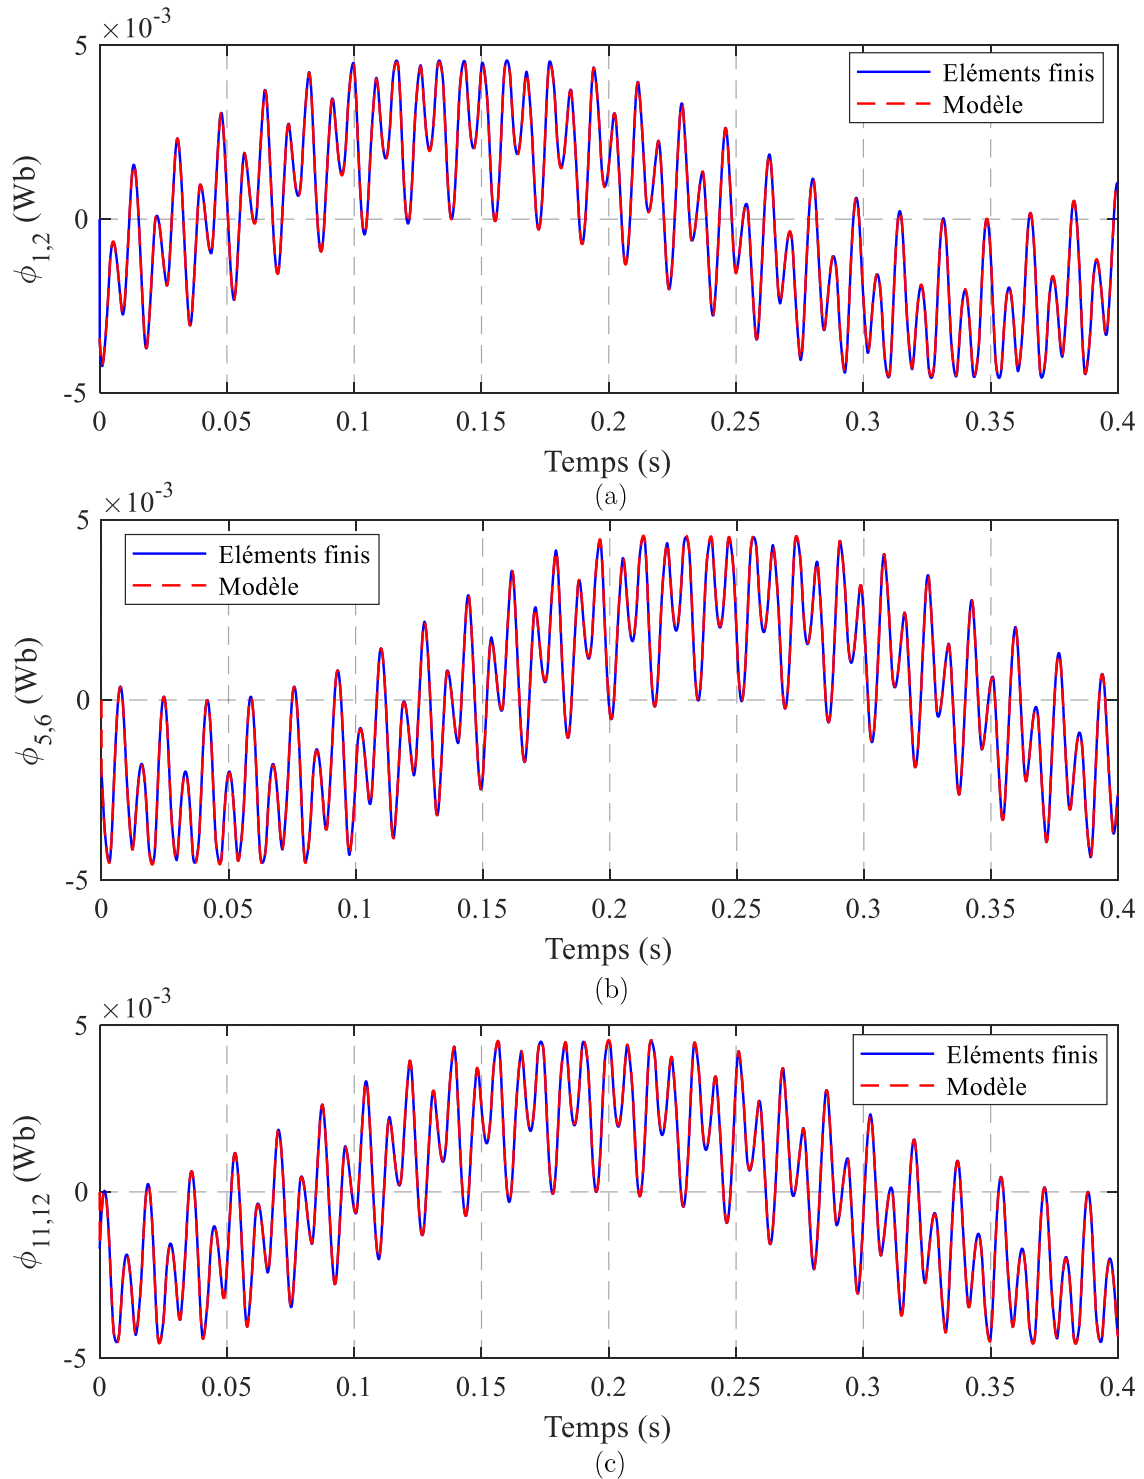 ×10⁻³
5
0
-5
ϕ1,2 (Wb)
Eléments finis
Modèle
0 0.05 0.1 0.15 0.2 0.25 0.3 0.35 0.4
Temps (s)
(a)
×10⁻³
5
0
-5
ϕ5,6 (Wb)
Eléments finis
Modèle
0 0.05 0.1 0.15 0.2 0.25 0.3 0.35 0.4
Temps (s)
(b)
×10⁻³
5
0
-5
ϕ11,12 (Wb)
Eléments finis
Modèle
0 0.05 0.1 0.15 0.2 0.25 0.3 0.35 0.4
Temps (s)
(c)